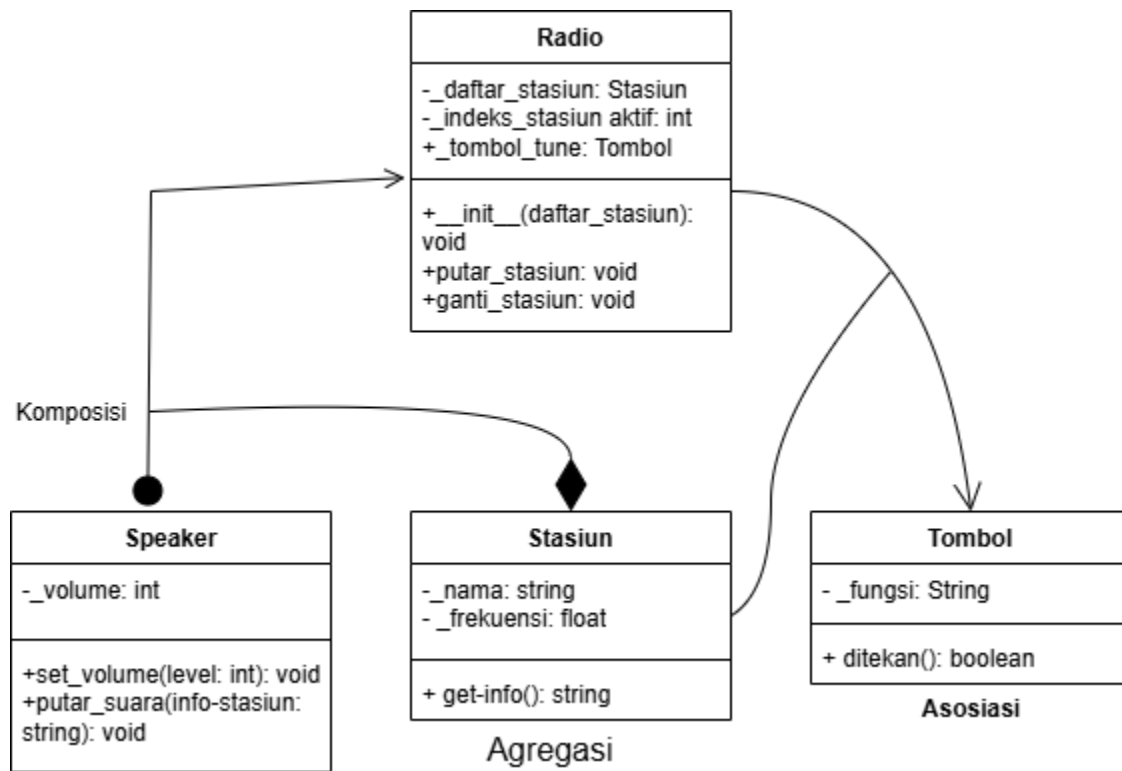 Radio
-_daftar_stasiun: Stasiun
-_indeks_stasiun aktif: int
+_tombol_tune: Tombol
+__init__(daftar_stasiun):
void
+putar_stasiun: void
+ganti_stasiun: void
Komposisi
Speaker
-_volume: int
+set_volume(level: int): void
+putar_suara(info-stasiun:
string): void
Stasiun
-_nama: string
- _frekuensi: float
+ get-info(): string
Agregasi
Tombol
- _fungsi: String
+ ditekan(): boolean
Asosiasi